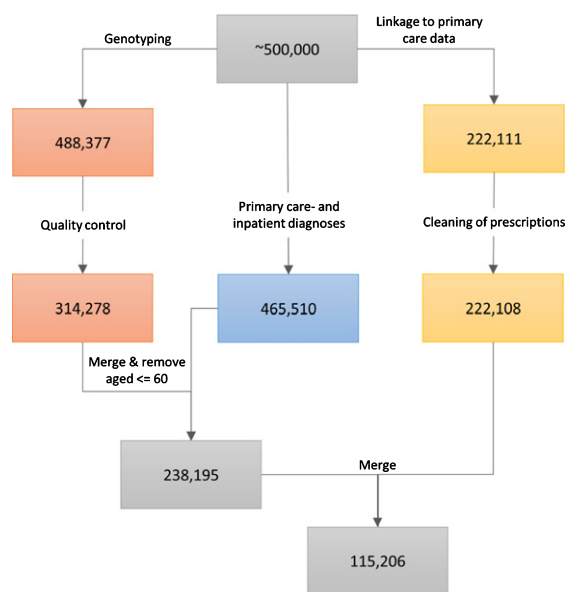 Genotyping
~500,000
Linkage to primary
care data
488,377
222,111
Quality control
Primary care- and
inpatient diagnoses
Cleaning of prescriptions
314,278
465,510
222,108
Merge & remove
aged <= 60
238,195
Merge
115,206